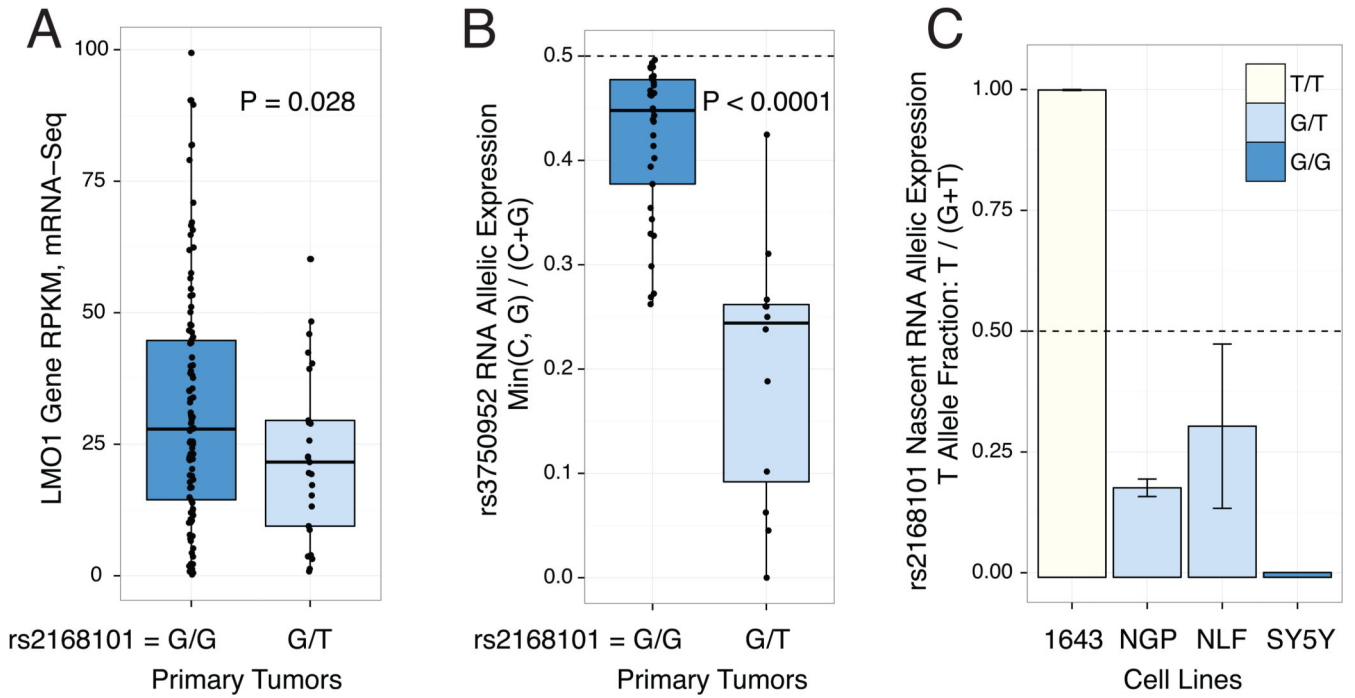 A
LMO1 Gene RPKM, mRNA−Seq
100
75
50
25
0
P = 0.028
rs2168101 = G/G
G/T
Primary Tumors
B
rs3750952 RNA Allelic Expression
Min(C, G) / (C+G)
0.5
0.4
0.3
0.2
0.1
0.0
P < 0.0001
rs2168101 = G/G
G/T
Primary Tumors
C
rs2168101 Nascent RNA Allelic Expression
T Allele Fraction: T / (G+T)
1.00
0.75
0.50
0.25
0.00
T/T
G/T
G/G
1643
NGP
NLF
SY5Y
Cell Lines